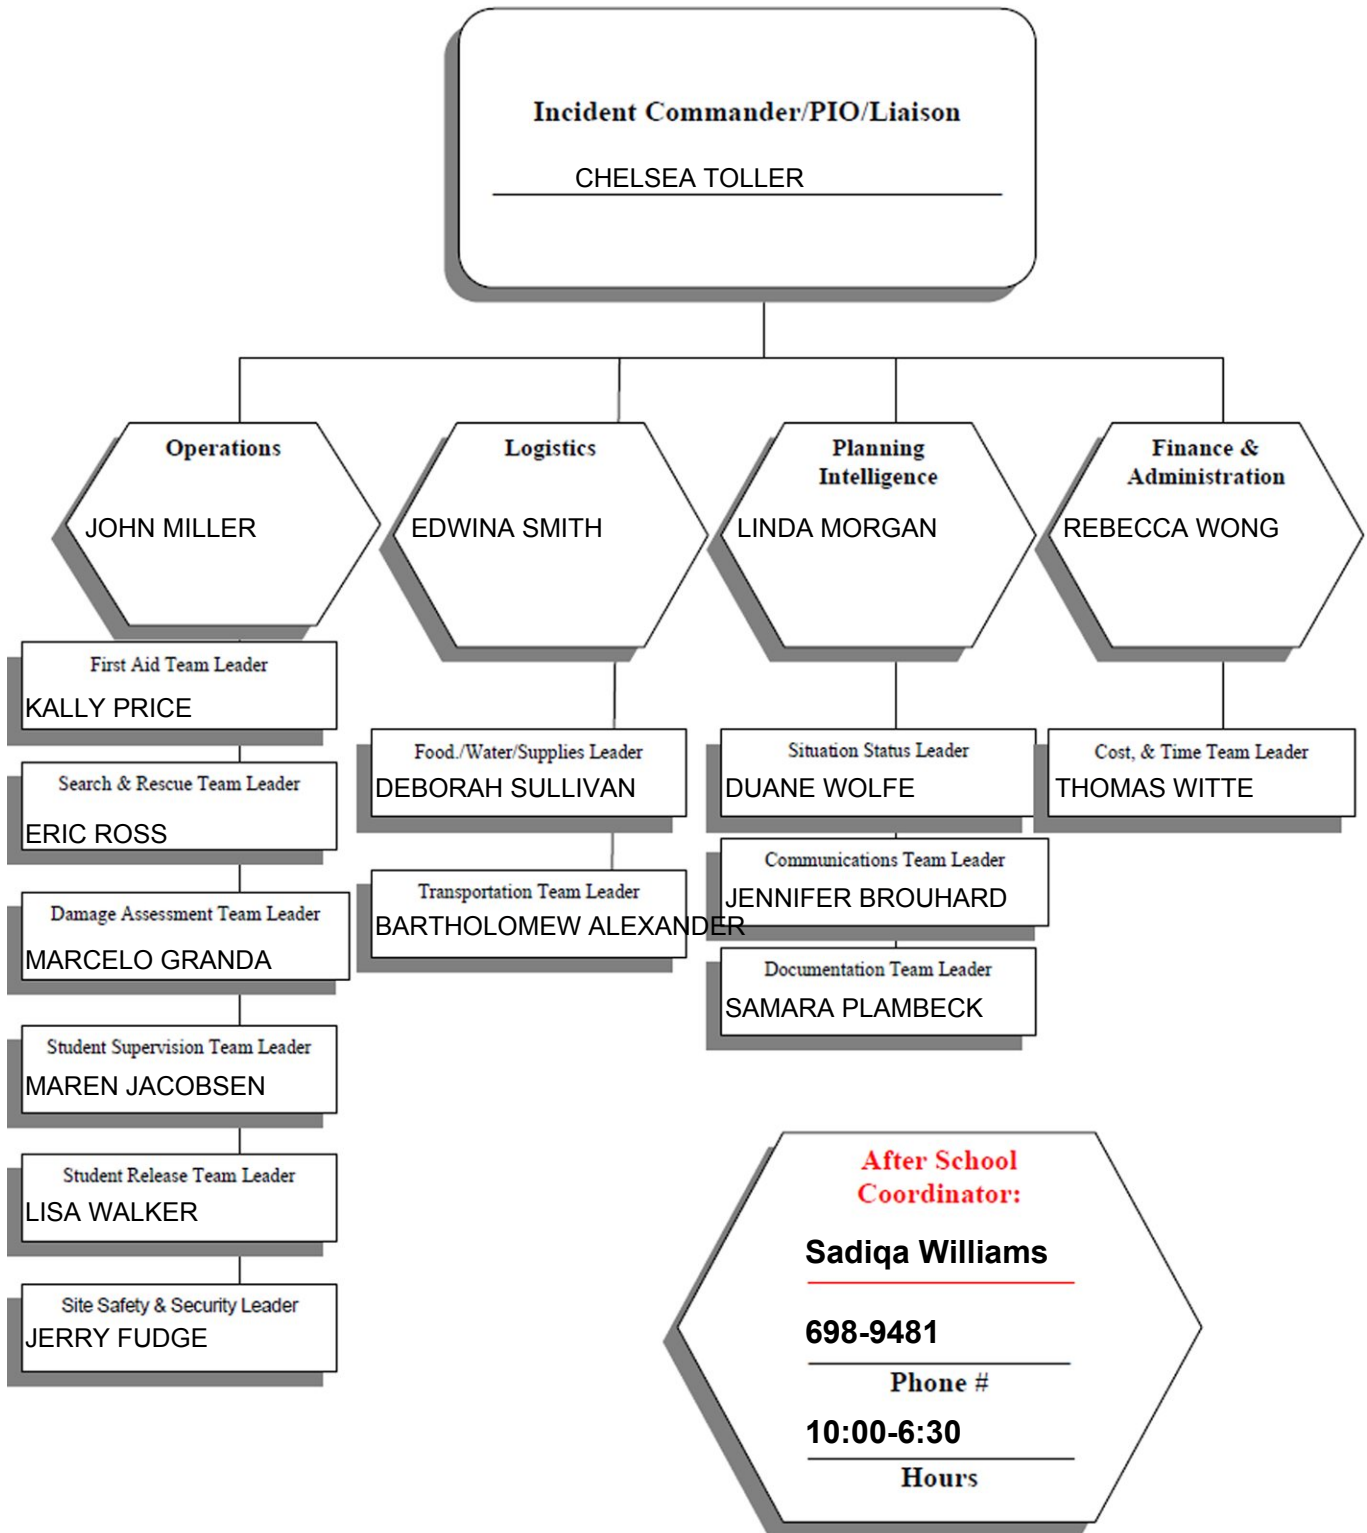 Incident Commander/PIO/Liaison
CHELSEA TOLLER
Operations
JOHN MILLER
First Aid Team Leader
KALLY PRICE
Search & Rescue Team Leader
ERIC ROSS
Damage Assessment Team Leader
MARCELO GRANDA
Student Supervision Team Leader
MAREN JACOBSEN
Student Release Team Leader
LISA WALKER
Site Safety & Security Leader
JERRY FUDGE
Logistics
EDWINA SMITH
Food./Water/Supplies Leader
DEBORAH SULLIVAN
Transportation Team Leader
BARTHOLOMEW ALEXANDER
Planning
Intelligence
LINDA MORGAN
Situation Status Leader
DUANE WOLFE
Communications Team Leader
JENNIFER BROUHARD
Documentation Team Leader
SAMARA PLAMBECK
Finance &
Administration
REBECCA WONG
Cost, & Time Team Leader
THOMAS WITTE
After School
Coordinator:
Sadiqa Williams
698-9481
Phone #
10:00-6:30
Hours